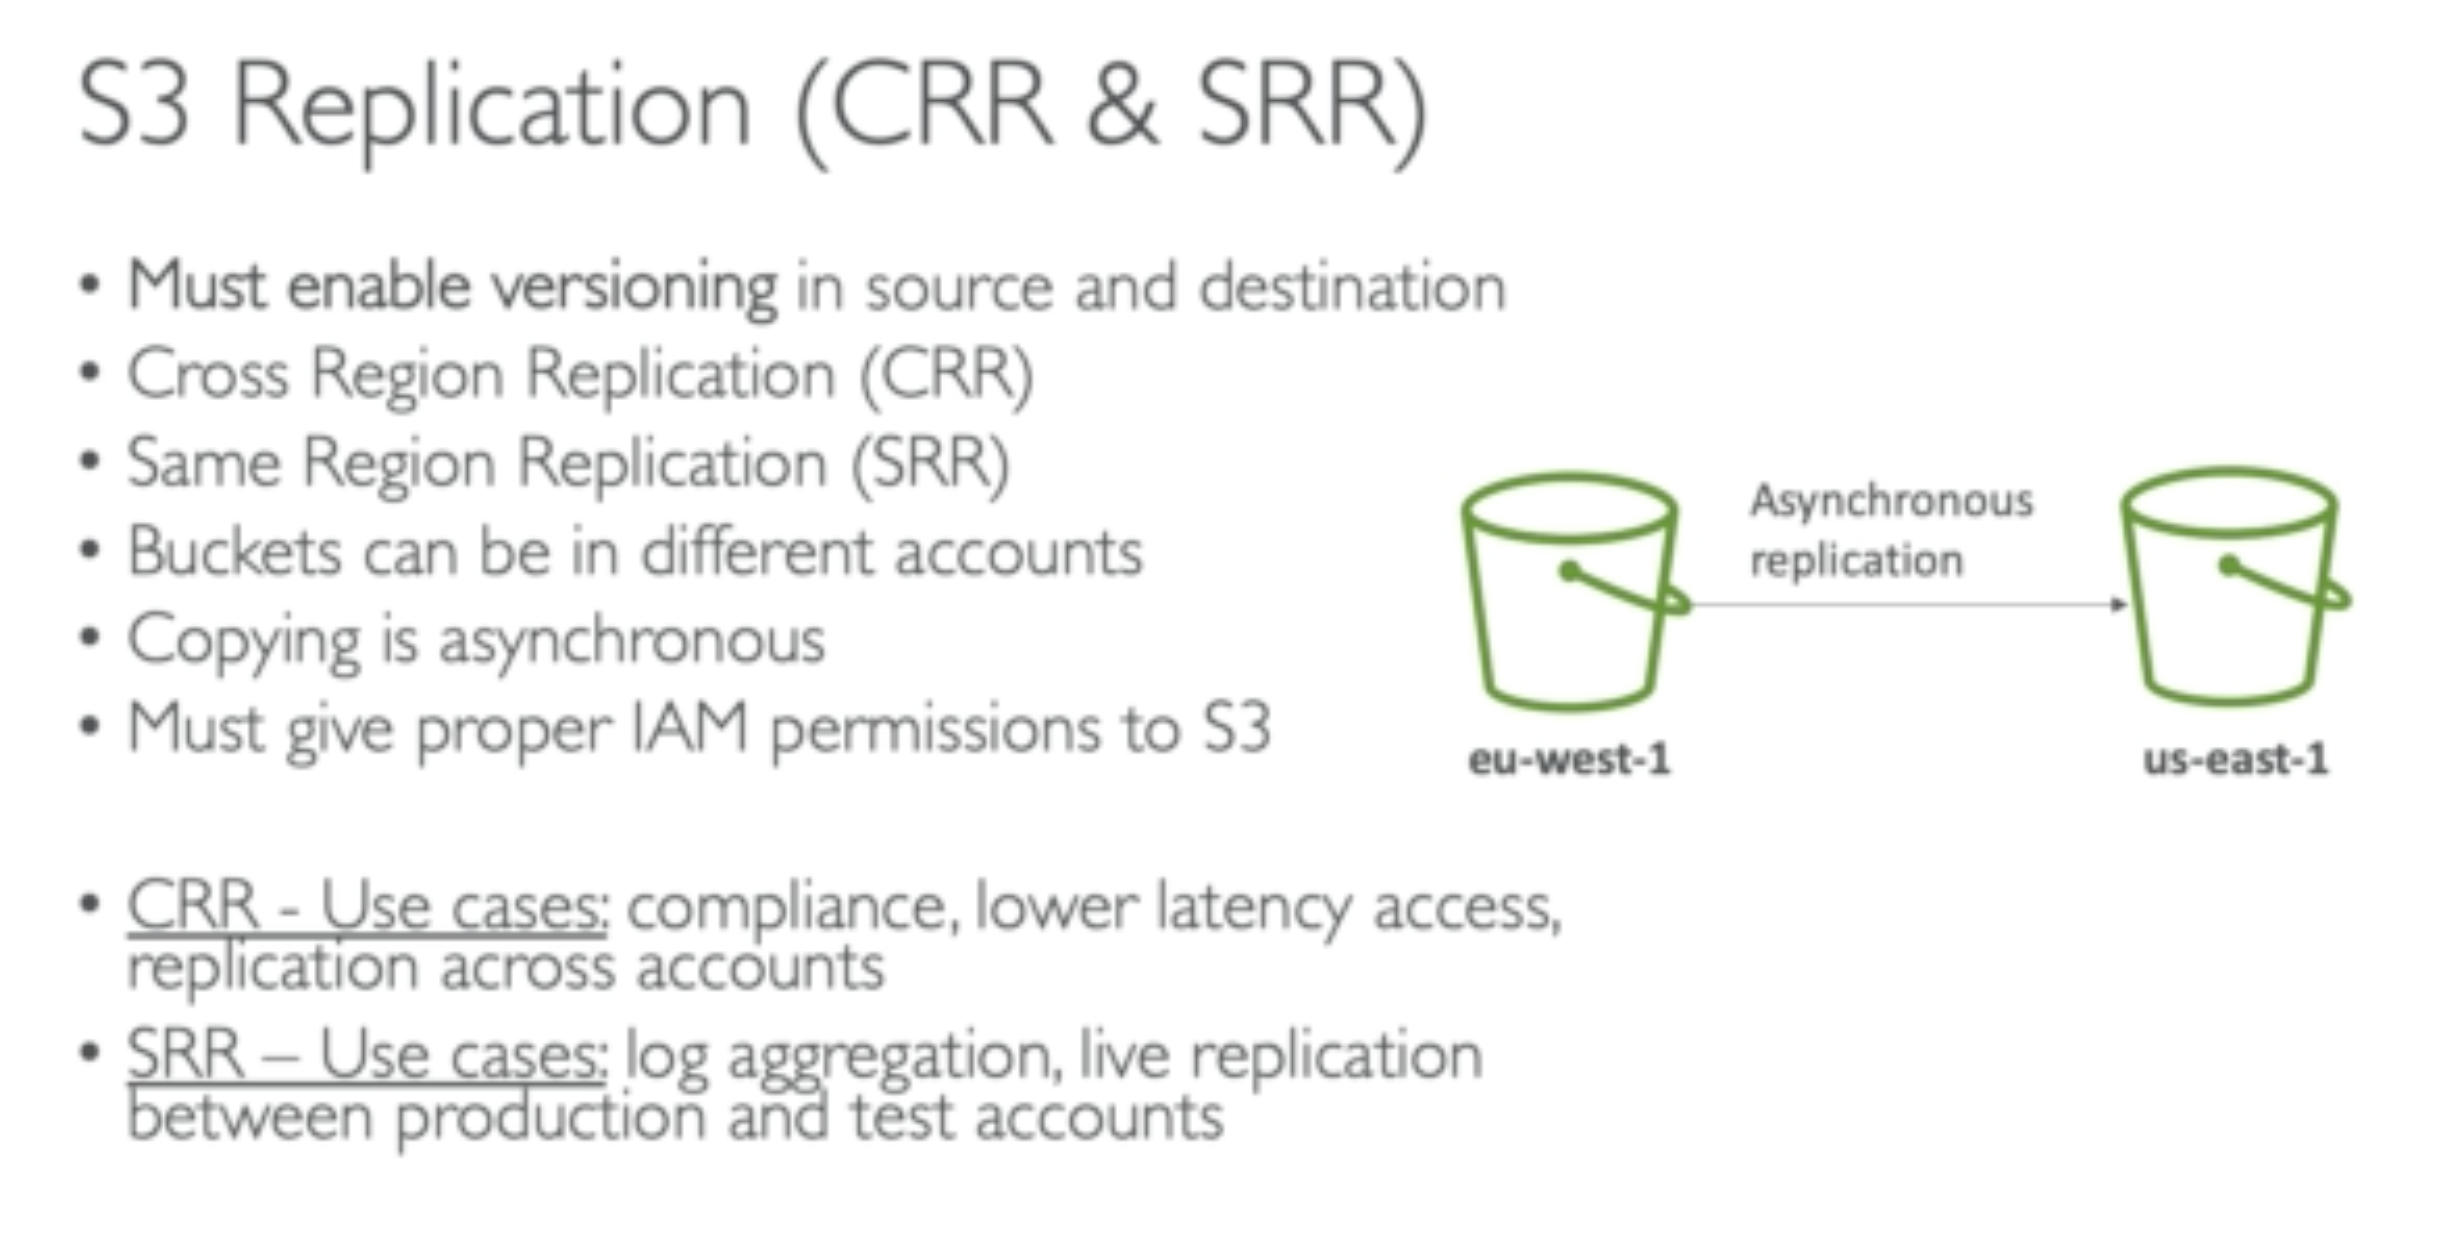 S3 Replication (CRR & SRR)
• Must enable versioning in source and destination
• Cross Region Replication (CRR)
• Same Region Replication (SRR)
• Buckets can be in different accounts
• Copying is asynchronous
• Must give proper IAM permissions to S3
• CRR - Use cases: compliance, lower latency access,
replication across accounts
• SRR – Use cases: log aggregation, live replication
between production and test accounts
Asynchronous
replication
eu-west-1
us-east-1